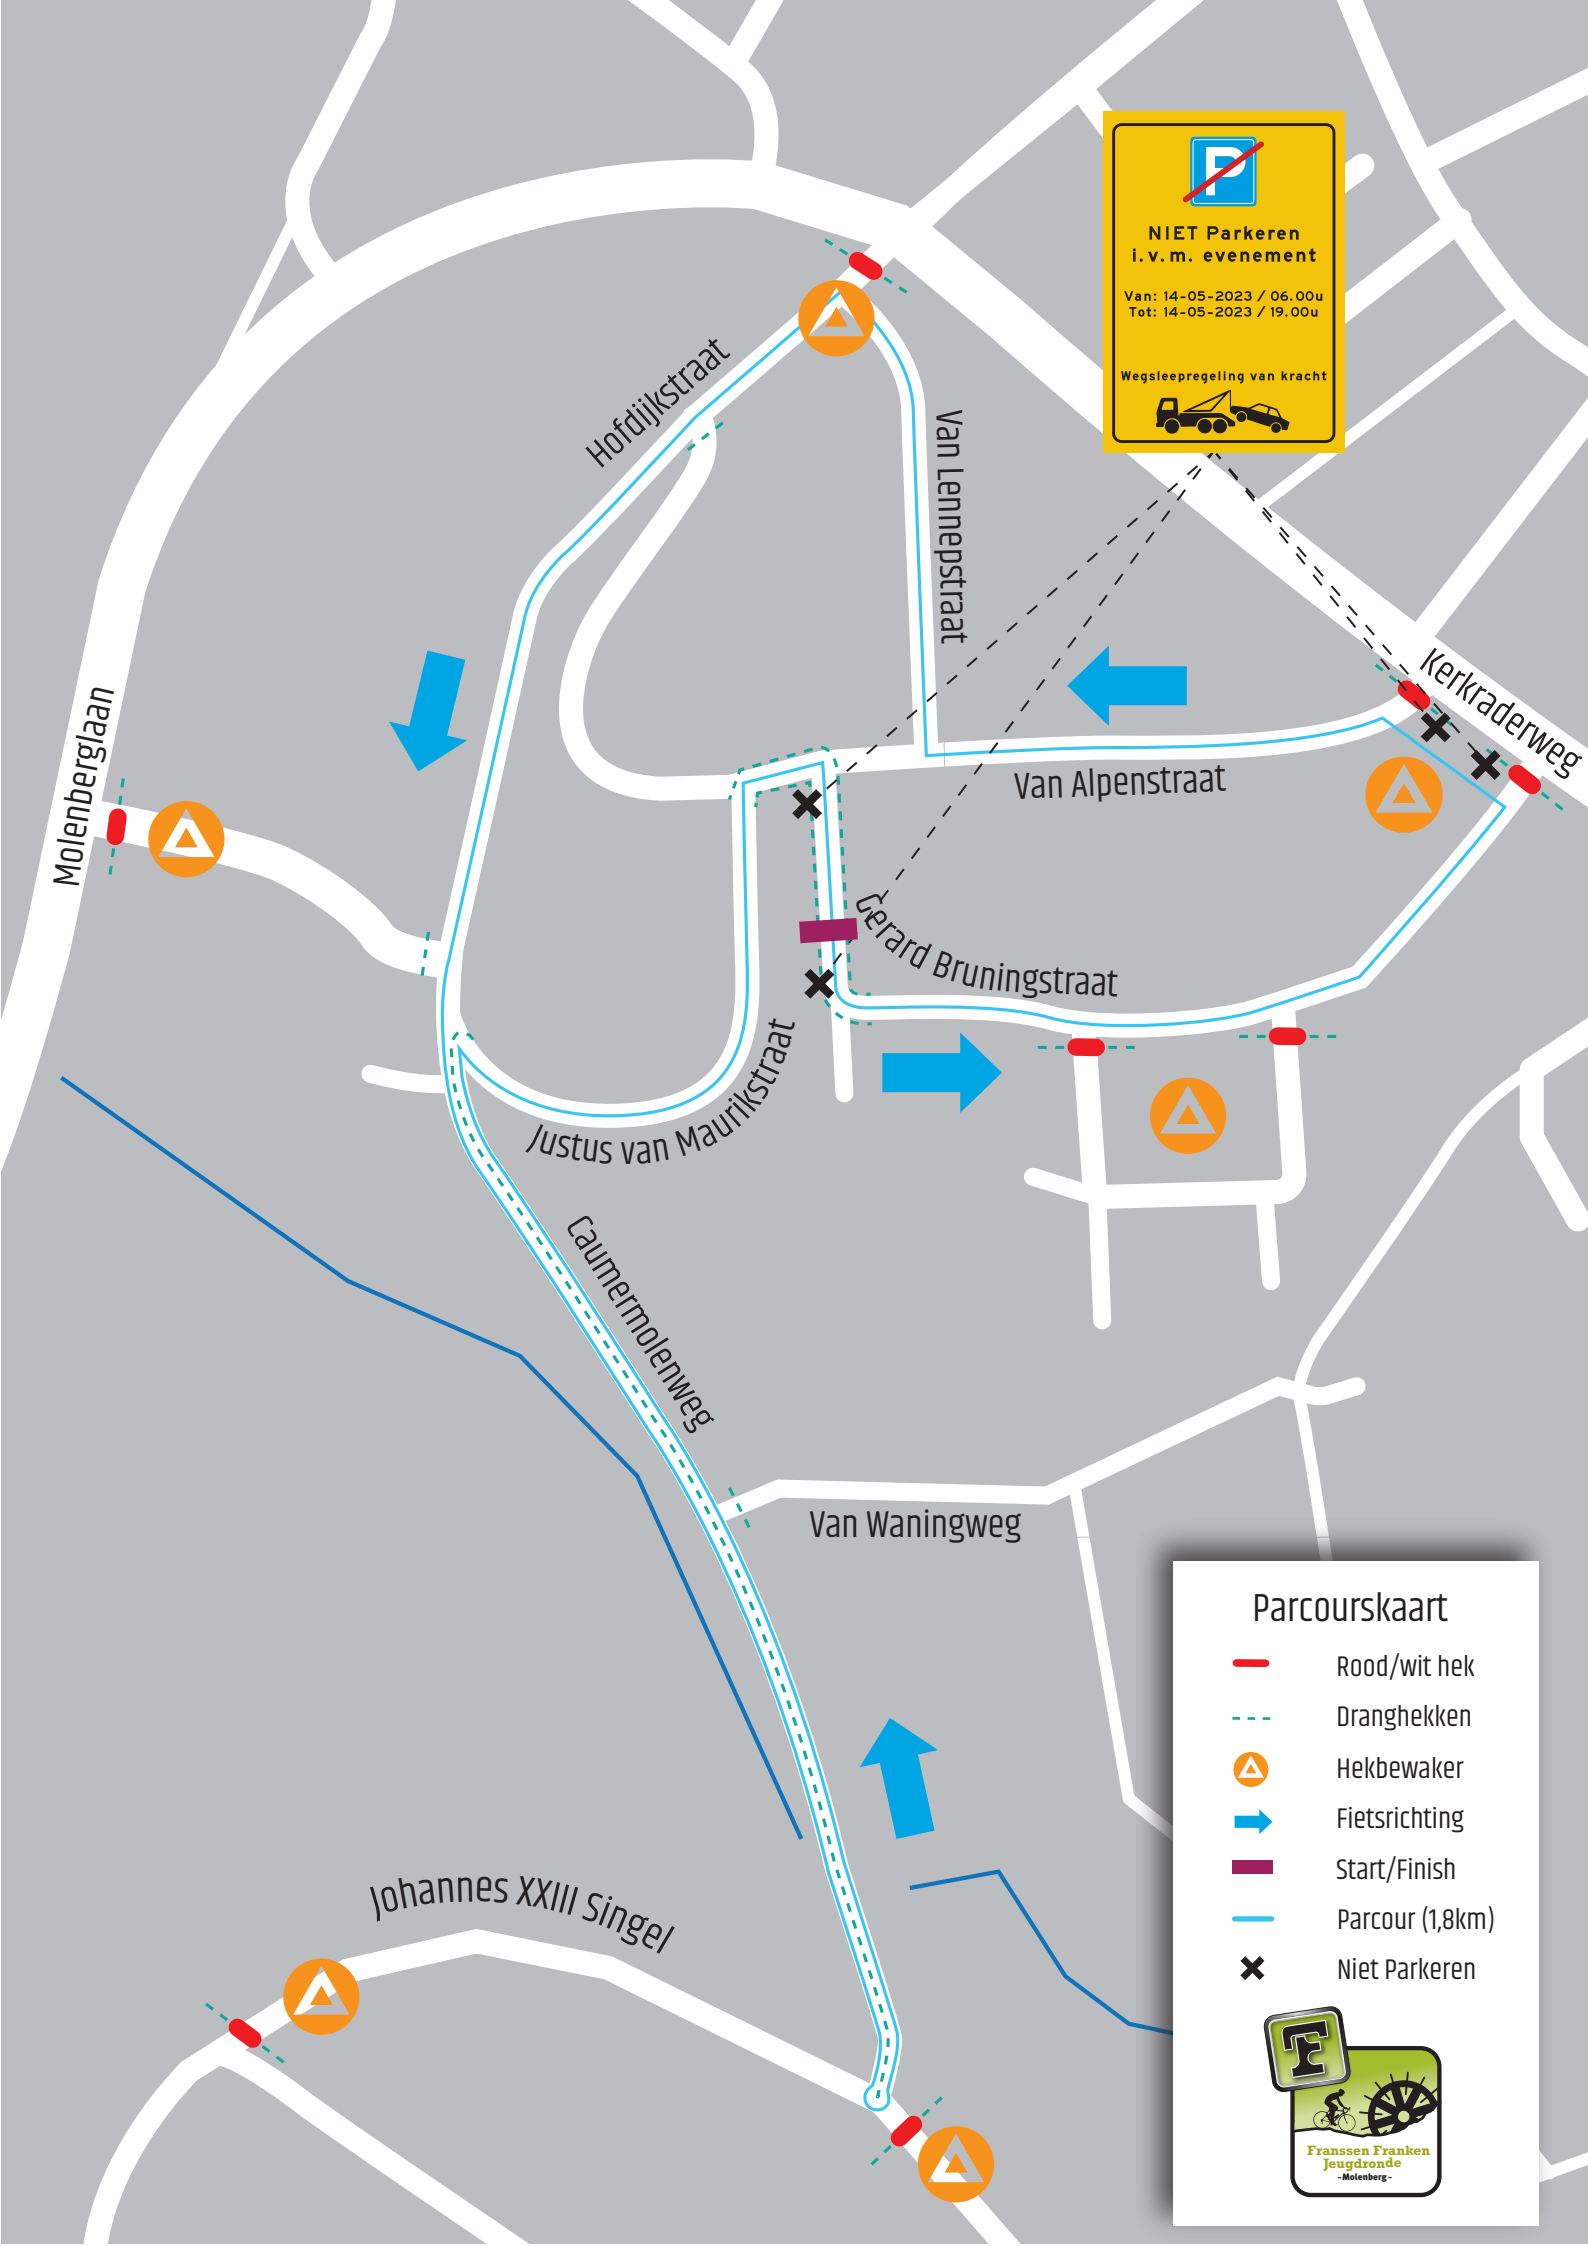 P
NIET Parkeren
i.v.m. evenement
Van: 14-05-2023 / 06.00u
Tot: 14-05-2023 / 19.00u
Wegsleepregeling van kracht
Hofdijkstraat
Van Lennepstraat
Kerkraderweg
Molenberglaan
Van Alpenstraat
Gerard Bruningstraat
Justus van Maurikstraat
Caumermolenweg
Van Waningweg
Johannes XXIII Singel
Parcourskaart
Rood/wit hek
Dranghekken
Hekbewaker
Fietsrichting
Start/Finish
Parcour (1,8km)
Niet Parkeren
F
Franssen Franken
Jeugdronde
-Molenberg-